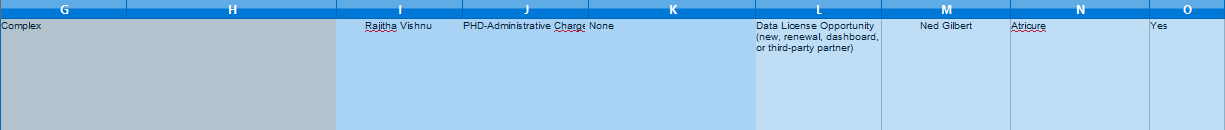 G H I J K L M N O
Complex Rajitha Vishnu PHD-Administrative Charge None Data License Opportunity Ned Gilbert Atricure Yes
(new, renewal, dashboard,
or third-party partner)